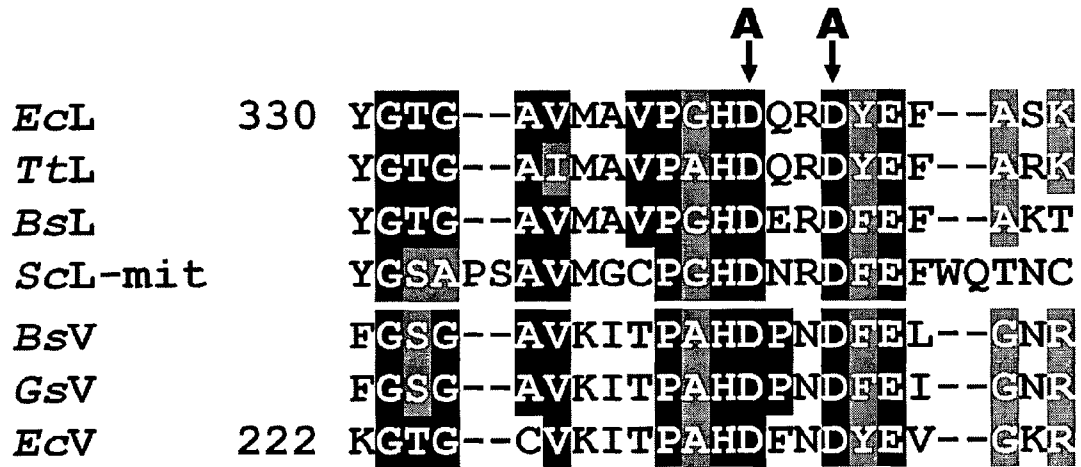 A A
EcL 330 YGTG--AVMAVPGHDQRDYEF--ASK
TtL YGTG--AIMAVPAHDQRDYEF--ARK
BsL YGTG--AVMAVPGHDERDFEF--AKT
ScL-mit YGSAPSAVMGCPGHDNRDFEFWQTNC
BsV FGSG--AVKITPAHDPNDFEL--GNR
GsV FGSG--AVKITPAHDPNDFEI--GNR
EcV 222 KGTG--CVKITPAHDFNDYEV--GKR